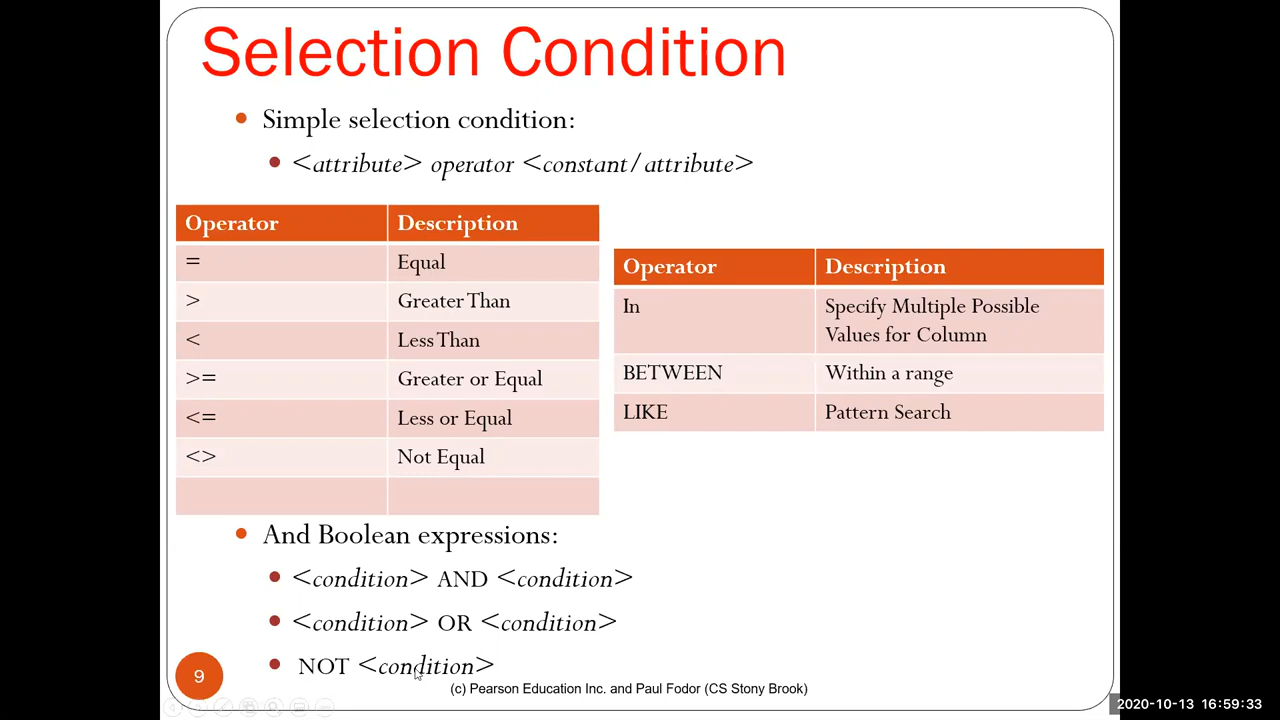 Selection Condition
Simple selection condition:
<attribute> operator <constant/attribute>
Operator Description
= Equal
> Greater Than
< Less Than
>= Greater or Equal
<= Less or Equal
<> Not Equal
Operator Description
In Specify Multiple Possible
Values for Column
BETWEEN Within a range
LIKE Pattern Search
And Boolean expressions:
<condition> AND <condition>
<condition> OR <condition>
NOT <condition>
9
(c) Pearson Education Inc. and Paul Fodor (CS Stony Brook)
2020-10-13 16:59:33